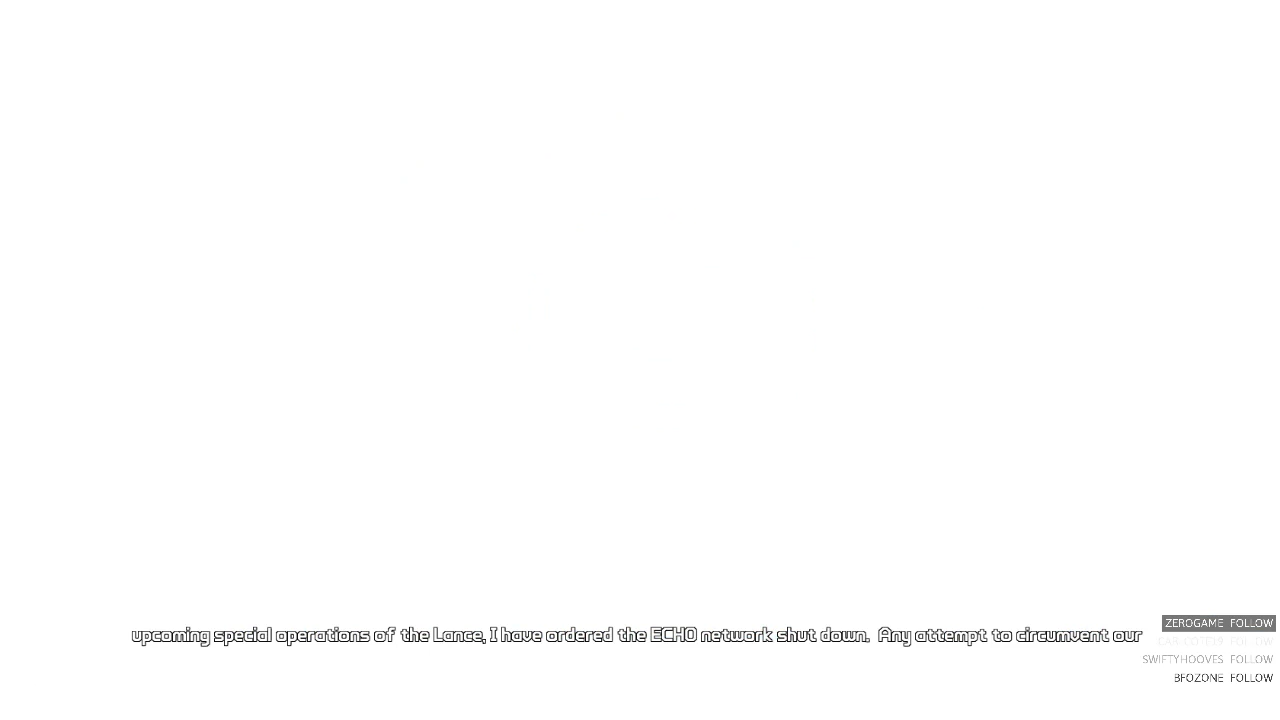 upcoming special operations of the Lance, I have ordered the ECHO network shut down.  Any attempt to circumvent our
ZEROGAME FOLLOW
FOLLOW
SWIFTYHOOVES FOLLOW
BFOZONE FOLLOW